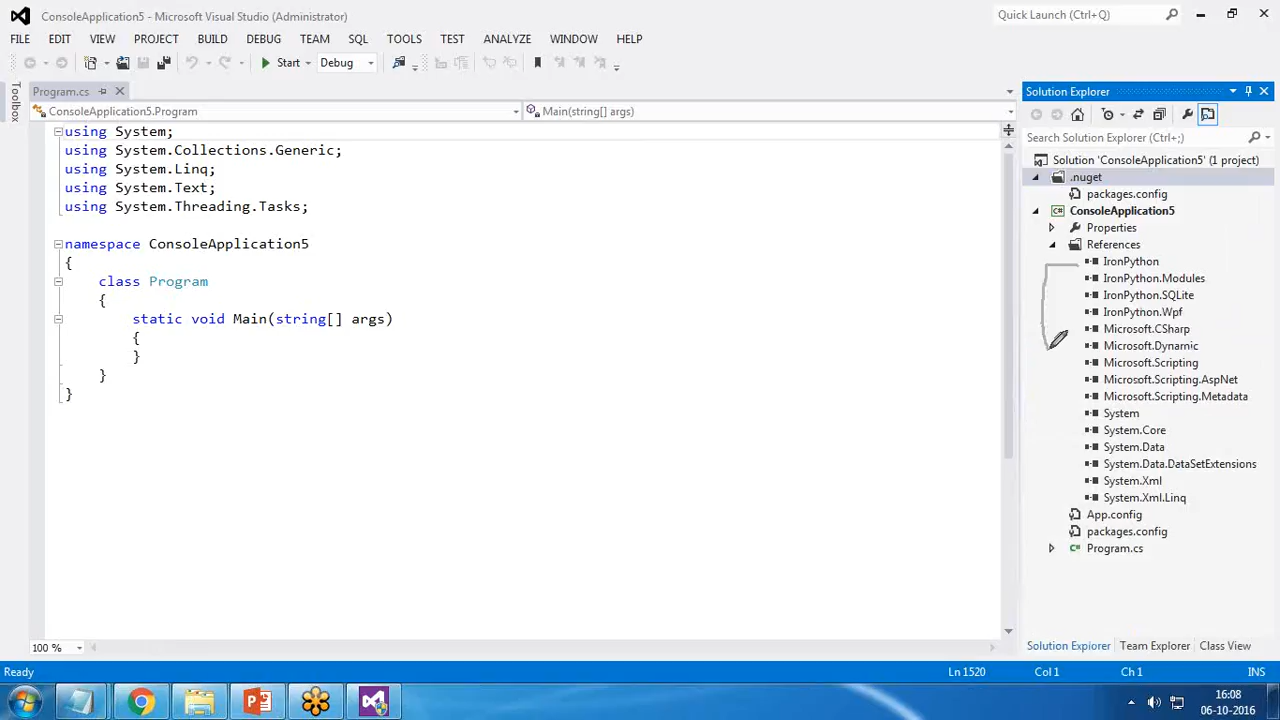 ConsoleApplication5 - Microsoft Visual Studio (Administrator)
Quick Launch (Ctrl+Q)
FILE EDIT VIEW PROJECT BUILD DEBUG TEAM SQL TOOLS TEST ANALYZE WINDOW HELP
Start Debug
Program.cs
Solution Explorer
Toolbox
ConsoleApplication5.Program
Main(string[] args)
Search Solution Explorer (Ctrl+;)
using System;
using System.Collections.Generic;
using System.Linq;
using System.Text;
using System.Threading.Tasks;
namespace ConsoleApplication5
{
class Program
{
static void Main(string[] args)
{
}
}
}
Solution 'ConsoleApplication5' (1 project)
.nuget
packages.config
ConsoleApplication5
Properties
References
IronPython
IronPython.Modules
IronPython.SQLite
IronPython.Wpf
Microsoft.CSharp
Microsoft.Dynamic
Microsoft.Scripting
Microsoft.Scripting.AspNet
Microsoft.Scripting.Metadata
System
System.Core
System.Data
System.Data.DataSetExtensions
System.Xml
System.Xml.Linq
App.config
packages.config
Program.cs
100 %
Solution Explorer Team Explorer Class View
Ready
Ln 1520 Col 1 Ch 1 INS
16:08
06-10-2016